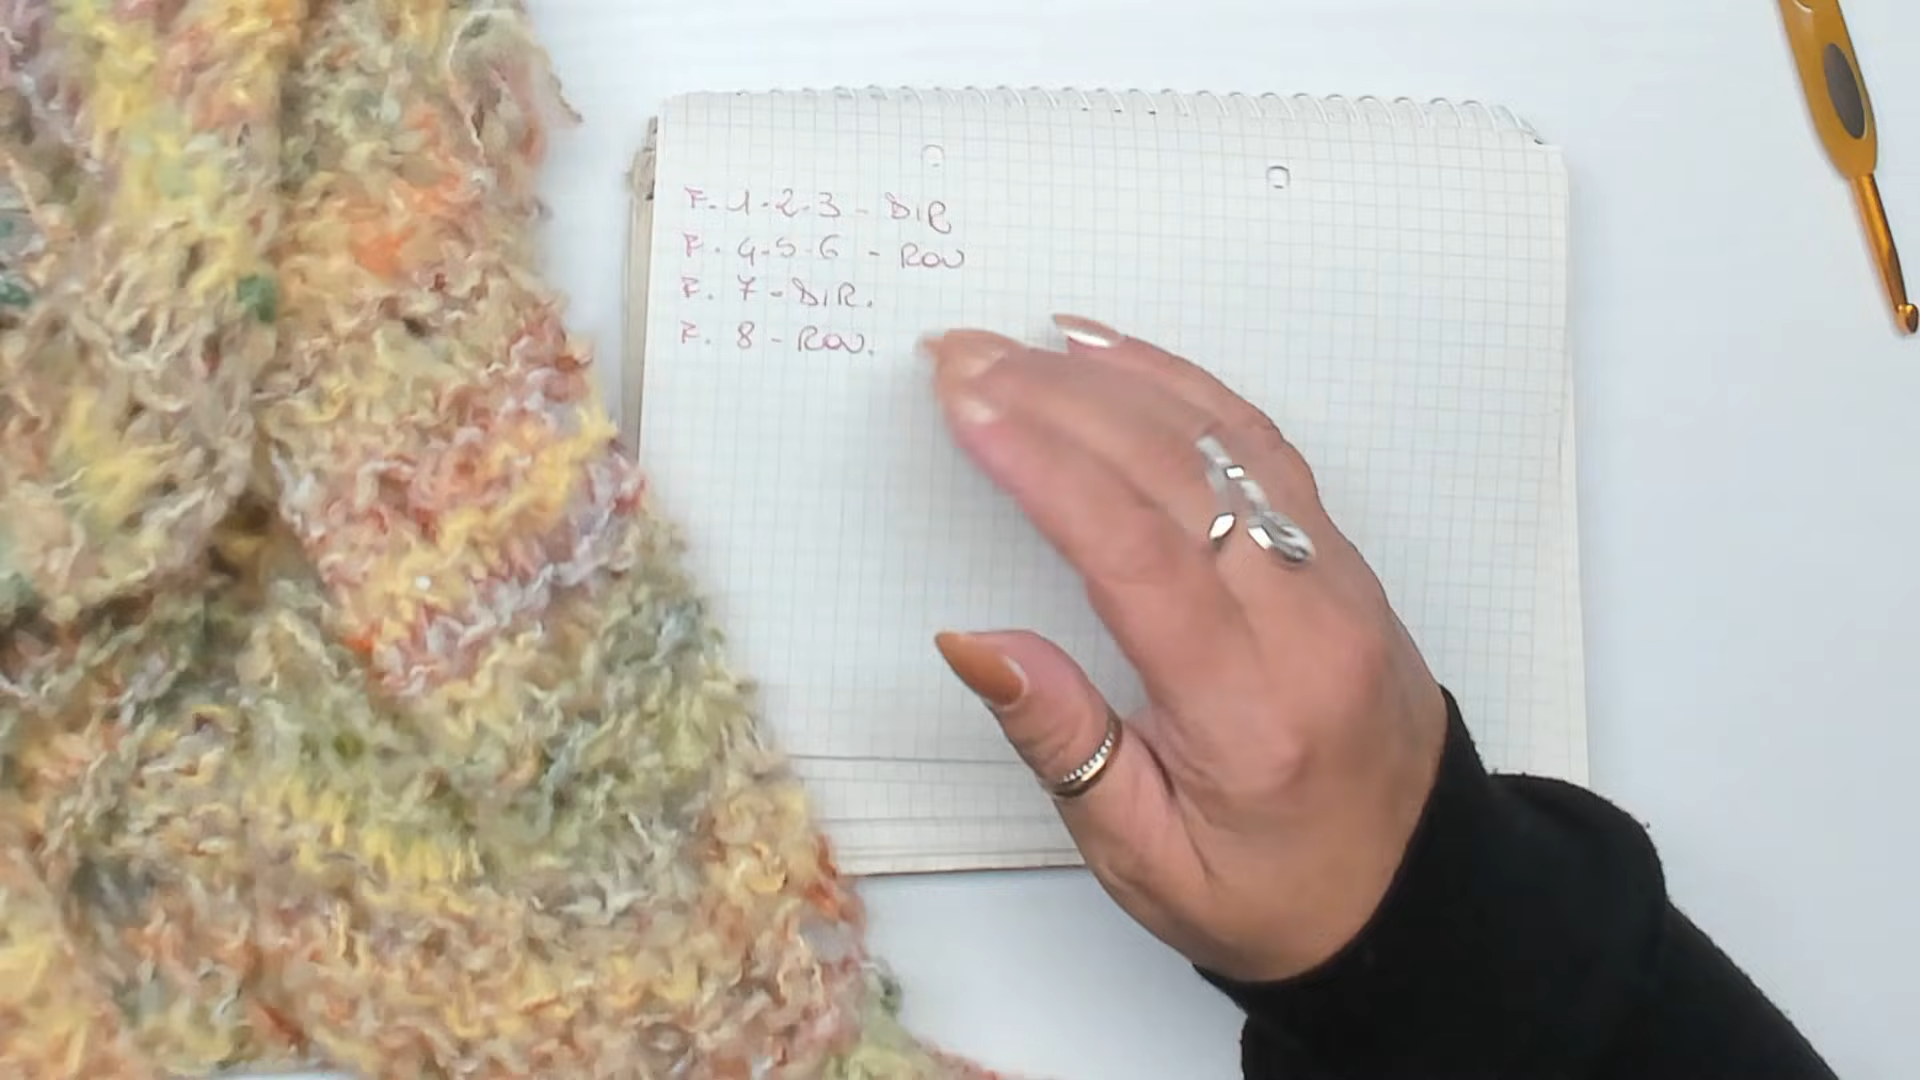 F. 1-2-3 - DIR
F. 4-5-6 - ROV
F. 7 - DIR.
F. 8 - ROV.